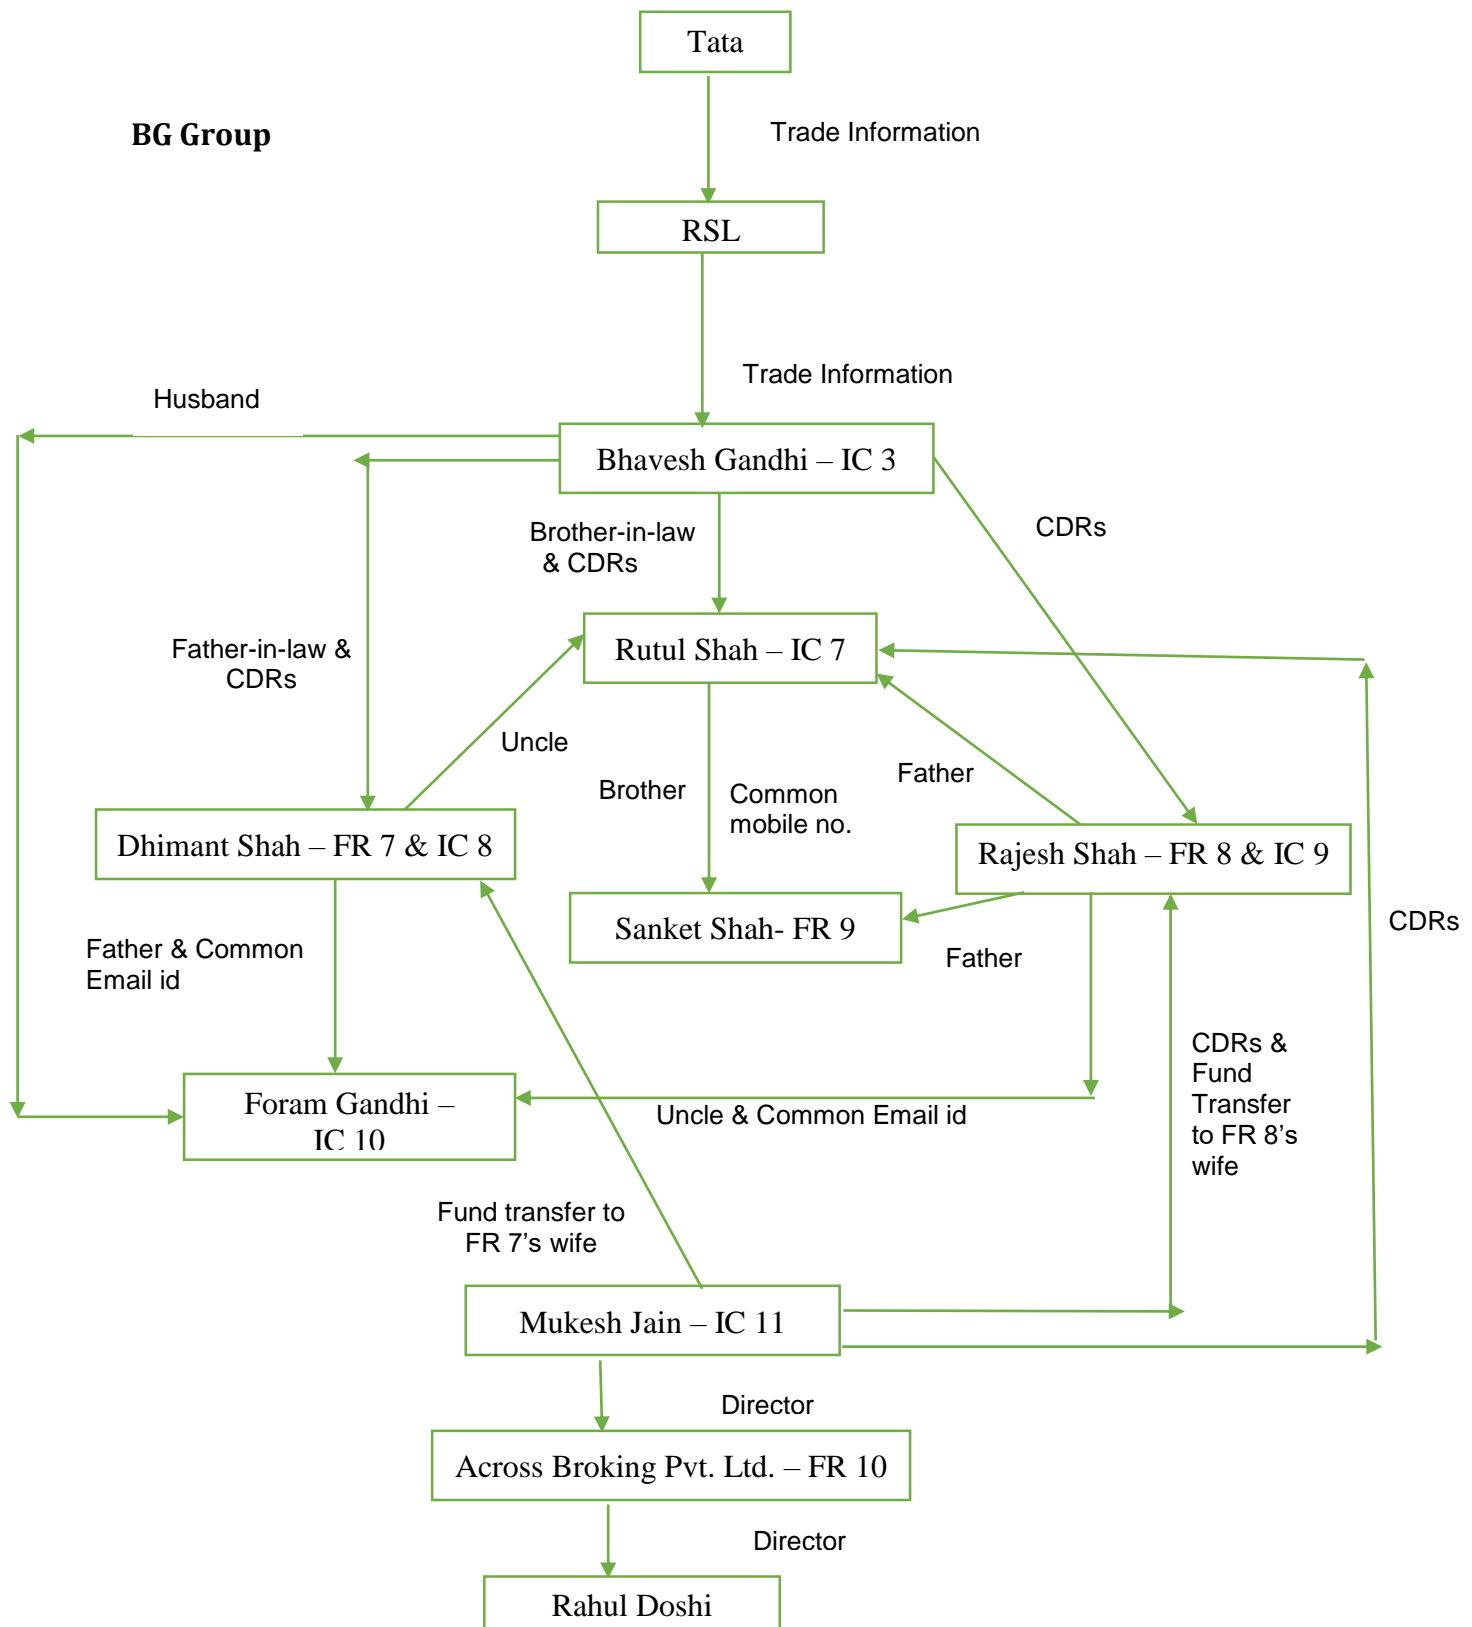 Tata
BG Group
Trade Information
RSL
Trade Information
Husband
Bhavesh Gandhi – IC 3
Brother-in-law
& CDRs
CDRs
Father-in-law &
CDRs
Rutul Shah – IC 7
Uncle
Brother
Common
mobile no.
Father
Dhimant Shah – FR 7 & IC 8
Rajesh Shah – FR 8 & IC 9
Sanket Shah- FR 9
CDRs
Father & Common
Email id
Father
CDRs &
Fund
Transfer
to FR 8’s
wife
Foram Gandhi –
IC 10
Uncle & Common Email id
Fund transfer to
FR 7’s wife
Mukesh Jain – IC 11
Director
Across Broking Pvt. Ltd. – FR 10
Director
Rahul Doshi